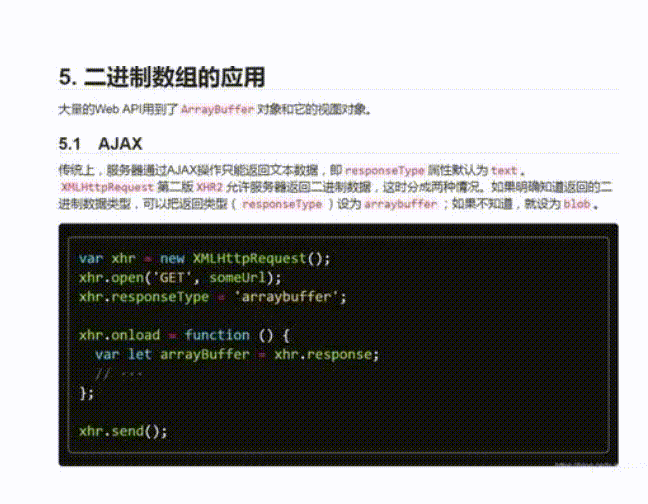 5. 二进制数组的应用
大量的Web API用到了 ArrayBuffer 对象和它的视图对象。
5.1 AJAX
传统上，服务器通过AJAX操作只能返回文本数据，即 responseType 属性默认为 text 。
XMLHttpRequest 第二版 XHR2 允许服务器返回二进制数据，这时分成两种情况。如果明确知道返回的二
进制数据类型，可以把返回类型（ responseType ）设为 arraybuffer ；如果不知道，就设为 blob 。
var xhr = new XMLHttpRequest();
xhr.open('GET', someUrl);
xhr.responseType = 'arraybuffer';
xhr.onload = function () {
  var let arrayBuffer = xhr.response;
  // ···
};
xhr.send();